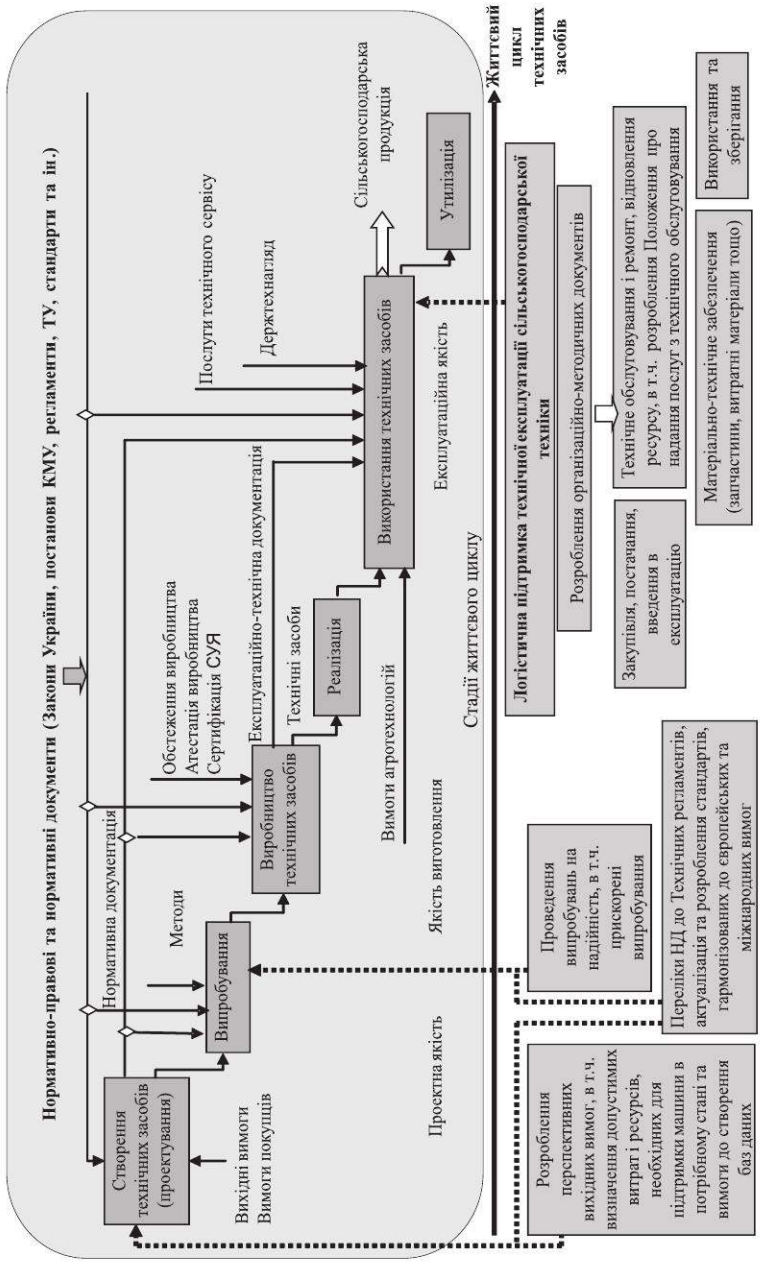 Нормативно-правові та нормативні документи (Закони України, постанови КМУ, регламенти, ТУ, стандарти та ін.)
Створення
технічних засобів
(проектування)
Вихідні вимоги
Вимоги покупців
Нормативна документація
Методи
Випробування
Обстеження виробництва
Атестація виробництва
Сертифікація СУЯ
Виробництво
технічних засобів
Експлуатаційно-технічна документація
Технічні засоби
Реалізація
Вимоги агротехнологій
Послуги технічного сервісу
Держтехнагляд
Використання технічних засобів
Сільськогосподарська
продукція
Утилізація
Проектна якість
Якість виготовлення
Експлуатаційна якість
Стадії життєвого циклу
Життєвий
цикл
технічних
засобів
Розроблення
перспективних
вихідних вимог, в т.ч.
визначення допустимих
витрат і ресурсів,
необхідних для
підтримки машини в
потрібному стані та
вимоги до створення
баз даних
Проведення
випробувань на
надійність, в т.ч.
прискорені
випробування
Переліки НД до Технічних регламентів,
актуалізація та розроблення стандартів,
гармонізованих до європейських та
міжнародних вимог
Логістична підтримка технічної експлуатації сільськогосподарської
техніки
Розроблення організаційно-методичних документів
Закупівля, постачання,
введення в
експлуатацію
Технічне обслуговування і ремонт, відновлення
ресурсу, в т.ч. розроблення Положення про
надання послуг з технічного обслуговування
Матеріально-технічне забезпечення
(запчастини, витратні матеріали тощо)
Використання та
зберігання